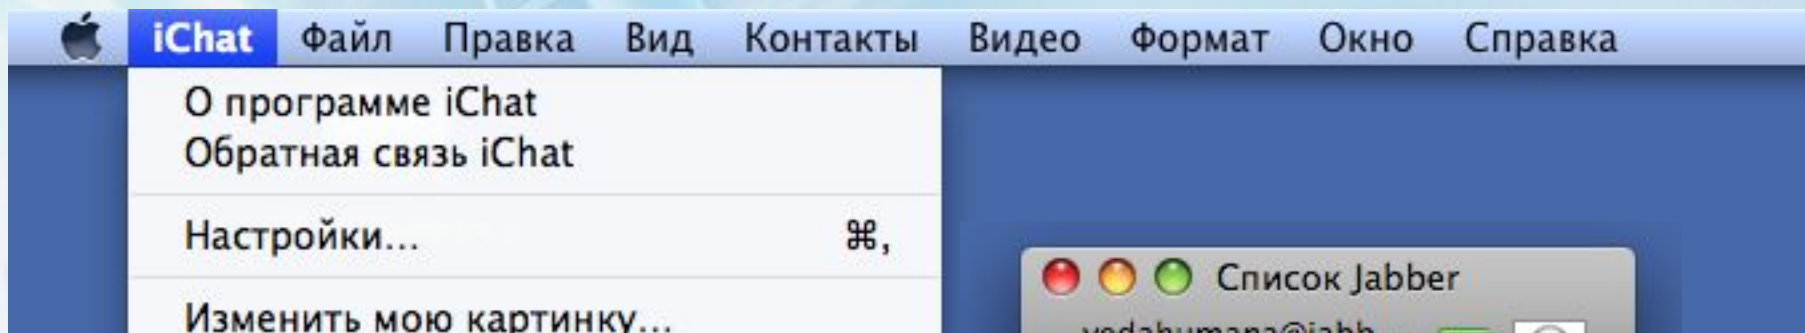 iChat Файл Правка Вид Контакты Видео Формат Окно Справка
О программе iChat
Обратная связь iChat
Настройки... ⌘,
Изменить мою картинку...
Список Jabber